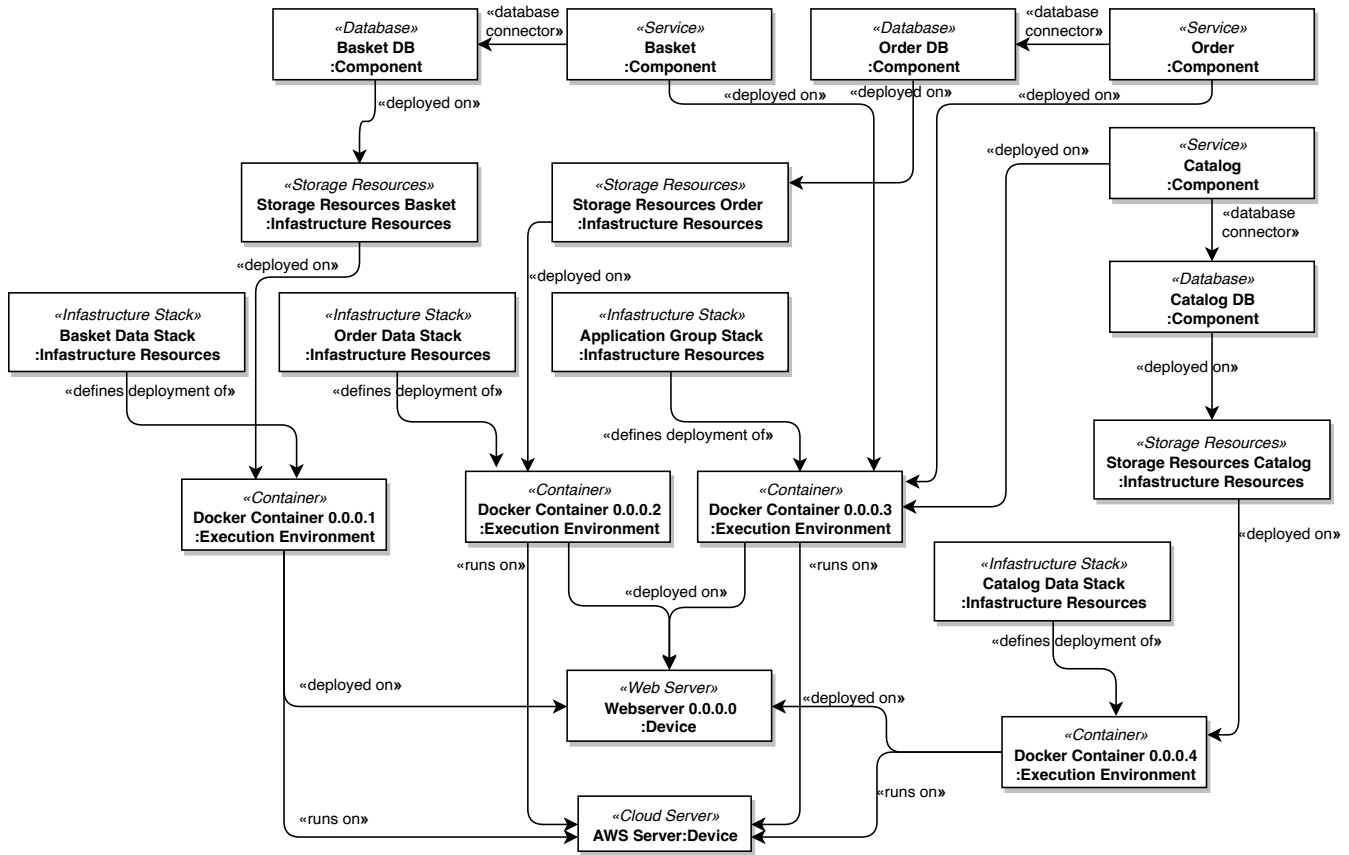 «Database»
Basket DB
:Component
«database
connector»
«Service»
Basket
:Component
«Database»
Order DB
:Component
«database
connector»
«Service»
Order
:Component
«deployed on»
«deployed on»
«deployed on»
«deployed on»
«Service»
Catalog
:Component
«deployed on»
«Storage Resources»
Storage Resources Basket
:Infastructure Resources
«Storage Resources»
Storage Resources Order
:Infastructure Resources
«database
connector»
«deployed on»
«deployed on»
«Database»
Catalog DB
:Component
«Infastructure Stack»
Basket Data Stack
:Infastructure Resources
«Infastructure Stack»
Order Data Stack
:Infastructure Resources
«Infastructure Stack»
Application Group Stack
:Infastructure Resources
«deployed on»
«defines deployment of»
«defines deployment of»
«defines deployment of»
«Storage Resources»
Storage Resources Catalog
:Infastructure Resources
«Container»
Docker Container 0.0.0.1
:Execution Environment
«Container»
Docker Container 0.0.0.2
:Execution Environment
«Container»
Docker Container 0.0.0.3
:Execution Environment
«deployed on»
«runs on»
«deployed on»
«runs on»
«Infastructure Stack»
Catalog Data Stack
:Infastructure Resources
«defines deployment of»
«deployed on»
«Web Server»
Webserver 0.0.0.0
:Device
«deployed on»
«Container»
Docker Container 0.0.0.4
:Execution Environment
«runs on»
«runs on»
«Cloud Server»
AWS Server:Device